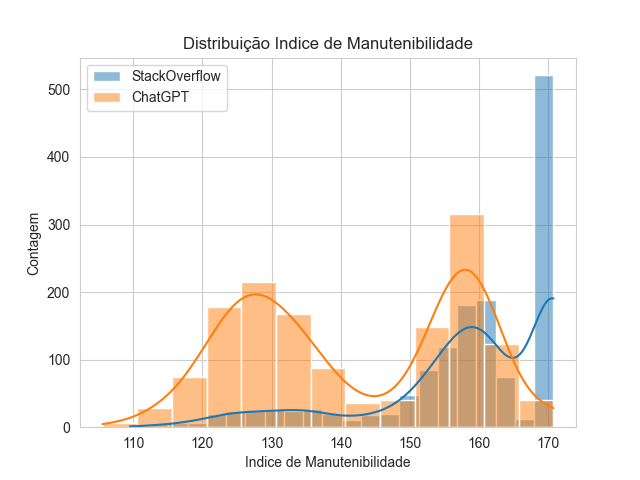 Distribuição Indice de Manutenibilidade
StackOverflow
ChatGPT
500
400
300
200
100
0
Contagem
110 120 130 140 150 160 170
Indice de Manutenibilidade